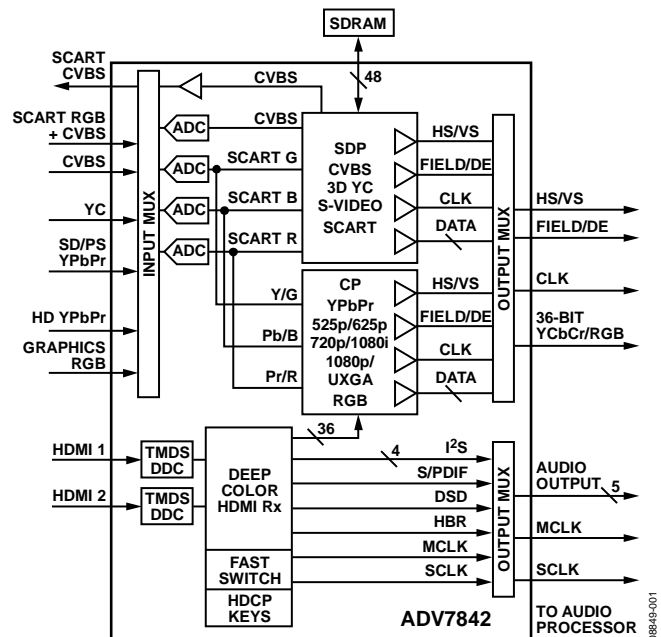 SDRAM
SCART
CVBS
CVBS
48
SCART RGB
+ CVBS
CVBS
YC
SD/PS
YPbPr
HD YPbPr
GRAPHICS
RGB
INPUT MUX
ADC
ADC
ADC
ADC
CVBS
SCART G
SCART B
SCART R
Y/G
Pb/B
Pr/R
SDP
CVBS
3D YC
S-VIDEO
SCART
HS/VS
FIELD/DE
CLK
DATA
CP
YPbPr
525p/625p
720p/1080i
1080p/
UXGA
RGB
HS/VS
FIELD/DE
CLK
DATA
OUTPUT MUX
HS/VS
FIELD/DE
CLK
36-BIT
YCbCr/RGB
HDMI 1
HDMI 2
TMDS
DDC
TMDS
DDC
DEEP
COLOR
HDMI Rx
FAST
SWITCH
HDCP
KEYS
36
4
I²S
S/PDIF
DSD
HBR
MCLK
SCLK
OUTPUT MUX
AUDIO
OUTPUT
5
MCLK
SCLK
ADV7842
TO AUDIO
PROCESSOR
8849-001